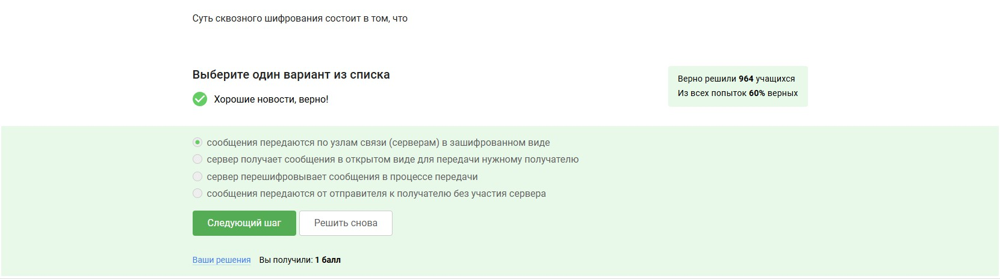 Суть сквозного шифрования состоит в том, что
Выберите один вариант из списка
Хорошие новости, верно!
Верно решили 964 учащихся
Из всех попыток 60% верных
сообщения передаются по узлам связи (серверам) в зашифрованном виде
сервер получает сообщения в открытом виде для передачи нужному получателю
сервер перешифровывает сообщения в процессе передачи
сообщения передаются от отправителя к получателю без участия сервера
Следующий шаг
Решить снова
Ваши решения Вы получили: 1 балл